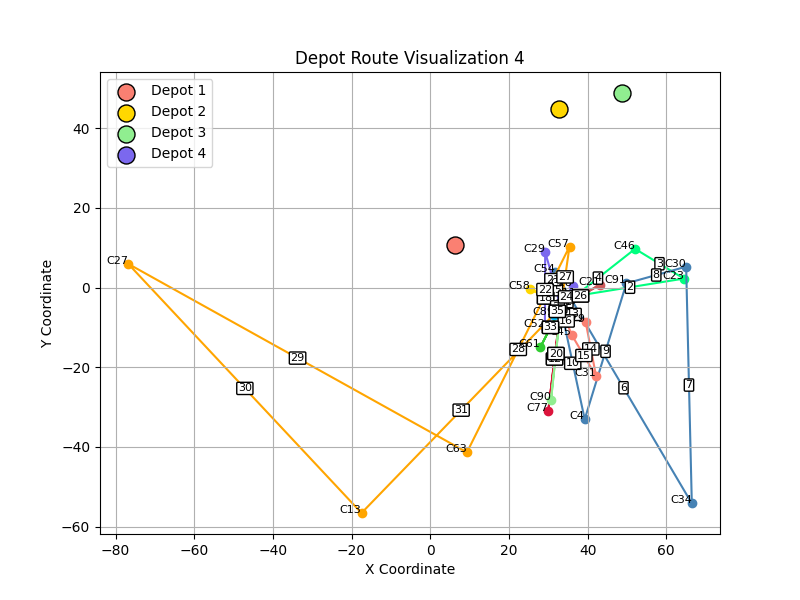 Depot Route Visualization 4
Depot 1
Depot 2
Depot 3
Depot 4
Y Coordinate
40
20
0
−20
−40
−60
−80
−60
−40
−20
0
20
40
60
X Coordinate
C27
C29
C57
C46
C54
C30
C23
C91
C58
C52
C61
C31
C90
C77
C4
C63
C13
C34
3
4
8
2
27
22
24
26
35
33
16
28
20
14
15
9
10
6
7
29
30
31